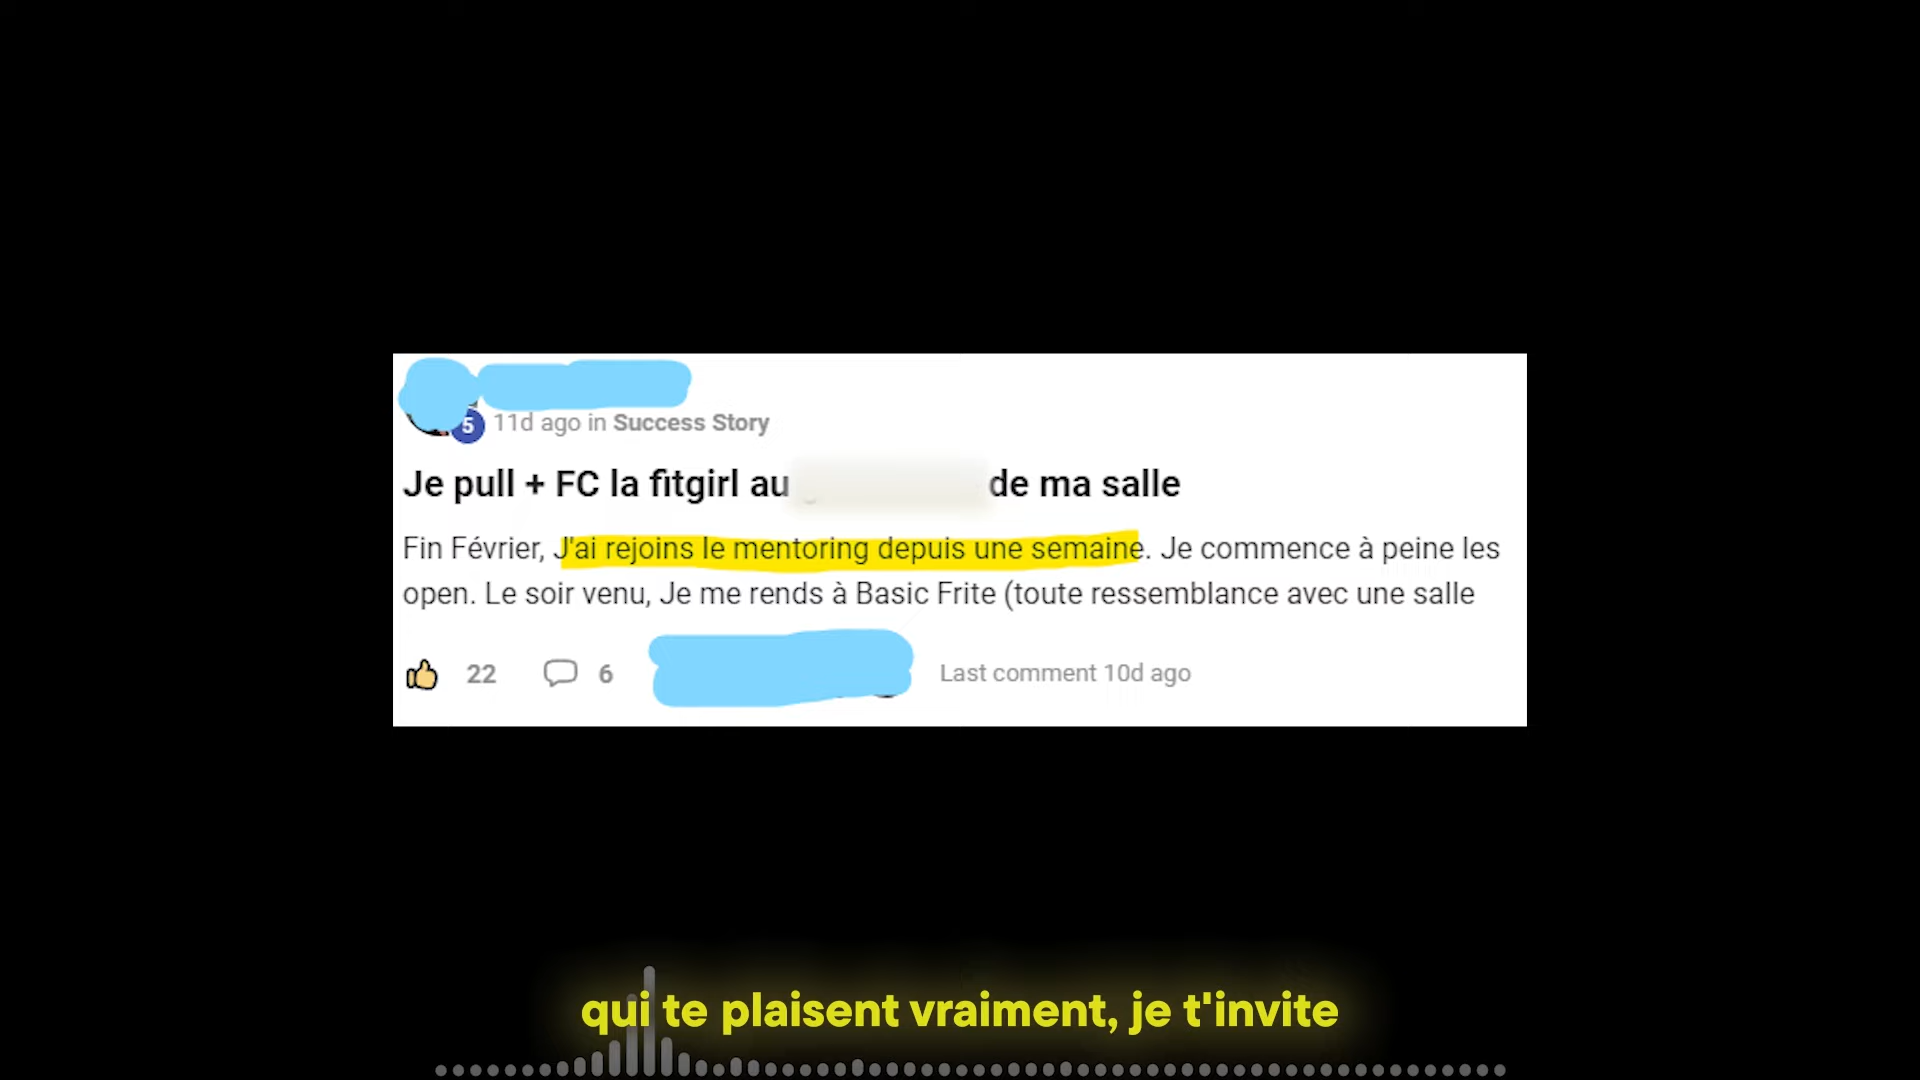 5 11d ago in Success Story
Je pull + FC la fitgirl au de ma salle
Fin Février, J'ai rejoins le mentoring depuis une semaine. Je commence à peine les
open. Le soir venu, Je me rends à Basic Frite (toute ressemblance avec une salle
22 6 Last comment 10d ago
qui te plaisent vraiment, je t'invite